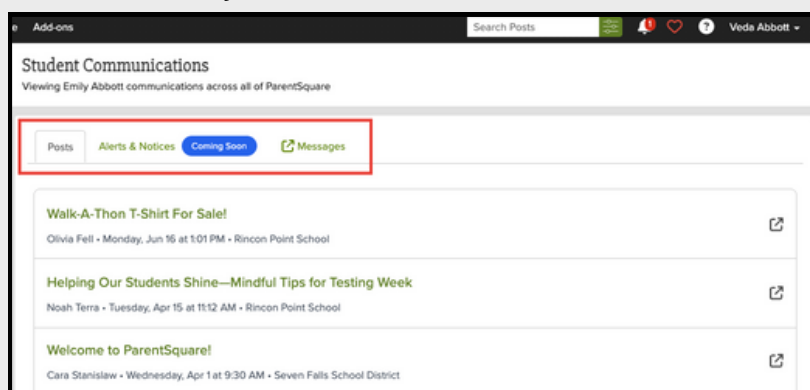 Add-ons Search Posts Veda Abbott
Student Communications
Viewing Emily Abbott communications across all of ParentSquare
Posts Alerts & Notices Coming Soon Messages
Walk-A-Thon T-Shirt For Sale!
Olivia Fell • Monday, Jun 16 at 1:01 PM • Rincon Point School
Helping Our Students Shine—Mindful Tips for Testing Week
Noah Terra • Tuesday, Apr 15 at 11:12 AM • Rincon Point School
Welcome to ParentSquare!
Cara Stanislaw • Wednesday, Apr 1 at 9:30 AM • Seven Falls School District